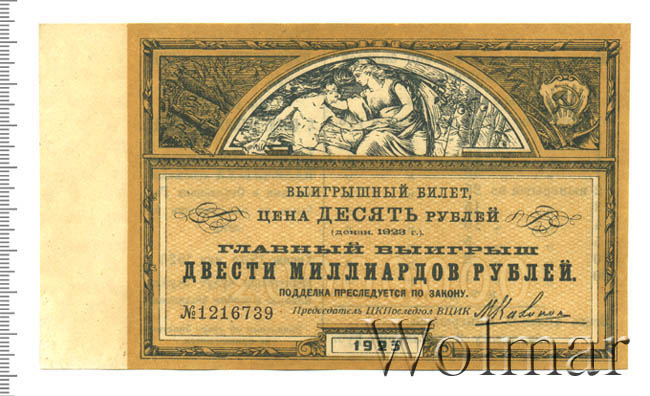 ВЫИГРЫШНЫЙ БИЛЕТ,
ЦЕНА ДЕСЯТЬ РУБЛЕЙ
(дензн. 1923 г.).
ГЛАВНЫЙ ВЫИГРЫШ
ДВЕСТИ МИЛЛИАРДОВ РУБЛЕЙ.
ПОДДЕЛКА ПРЕСЛЕДУЕТСЯ ПО ЗАКОНУ.
№1216739 Председатель ЦКПоследгол ВЦИК
1923
Wolmar